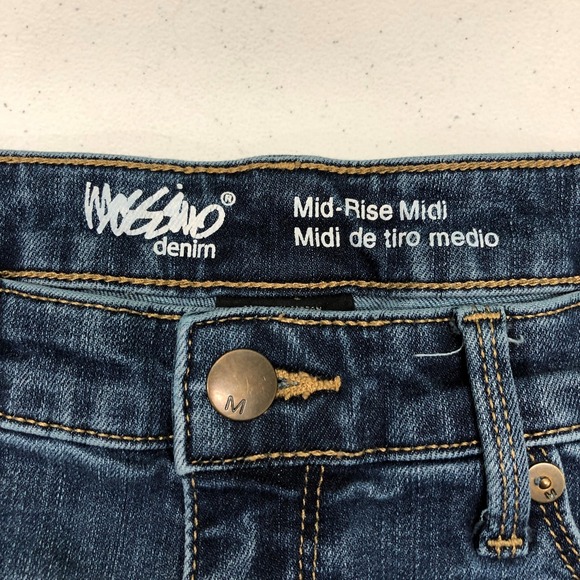 Mossimo®
denim
Mid-Rise Midi
Midi de tiro medio
M
M